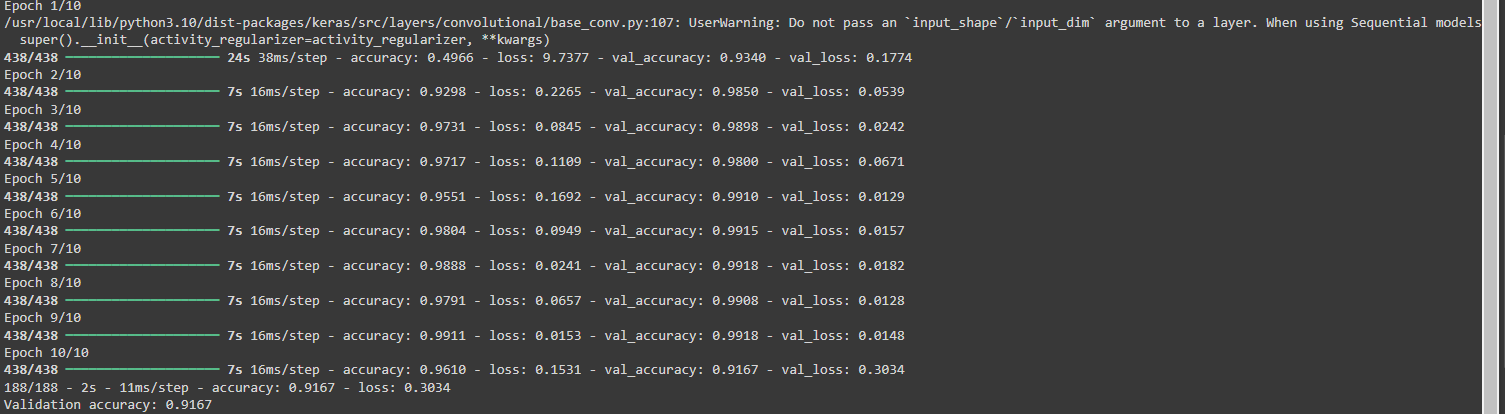 Epoch 1/10
/usr/local/lib/python3.10/dist-packages/keras/src/layers/convolutional/base_conv.py:107: UserWarning: Do not pass an `input_shape`/`input_dim` argument to a layer. When using Sequential models
  super().__init__(activity_regularizer=activity_regularizer, **kwargs)
438/438 ━━━━━━━━━━━━━━━━━━━━ 24s 38ms/step - accuracy: 0.4966 - loss: 9.7377 - val_accuracy: 0.9340 - val_loss: 0.1774
Epoch 2/10
438/438 ━━━━━━━━━━━━━━━━━━━━ 7s 16ms/step - accuracy: 0.9298 - loss: 0.2265 - val_accuracy: 0.9850 - val_loss: 0.0539
Epoch 3/10
438/438 ━━━━━━━━━━━━━━━━━━━━ 7s 16ms/step - accuracy: 0.9731 - loss: 0.0845 - val_accuracy: 0.9898 - val_loss: 0.0242
Epoch 4/10
438/438 ━━━━━━━━━━━━━━━━━━━━ 7s 16ms/step - accuracy: 0.9717 - loss: 0.1109 - val_accuracy: 0.9800 - val_loss: 0.0671
Epoch 5/10
438/438 ━━━━━━━━━━━━━━━━━━━━ 7s 16ms/step - accuracy: 0.9551 - loss: 0.1692 - val_accuracy: 0.9910 - val_loss: 0.0129
Epoch 6/10
438/438 ━━━━━━━━━━━━━━━━━━━━ 7s 16ms/step - accuracy: 0.9804 - loss: 0.0949 - val_accuracy: 0.9915 - val_loss: 0.0157
Epoch 7/10
438/438 ━━━━━━━━━━━━━━━━━━━━ 7s 16ms/step - accuracy: 0.9888 - loss: 0.0241 - val_accuracy: 0.9918 - val_loss: 0.0182
Epoch 8/10
438/438 ━━━━━━━━━━━━━━━━━━━━ 7s 16ms/step - accuracy: 0.9791 - loss: 0.0657 - val_accuracy: 0.9908 - val_loss: 0.0128
Epoch 9/10
438/438 ━━━━━━━━━━━━━━━━━━━━ 7s 16ms/step - accuracy: 0.9911 - loss: 0.0153 - val_accuracy: 0.9918 - val_loss: 0.0148
Epoch 10/10
438/438 ━━━━━━━━━━━━━━━━━━━━ 7s 16ms/step - accuracy: 0.9610 - loss: 0.1531 - val_accuracy: 0.9167 - val_loss: 0.3034
188/188 - 2s - 11ms/step - accuracy: 0.9167 - loss: 0.3034
Validation accuracy: 0.9167